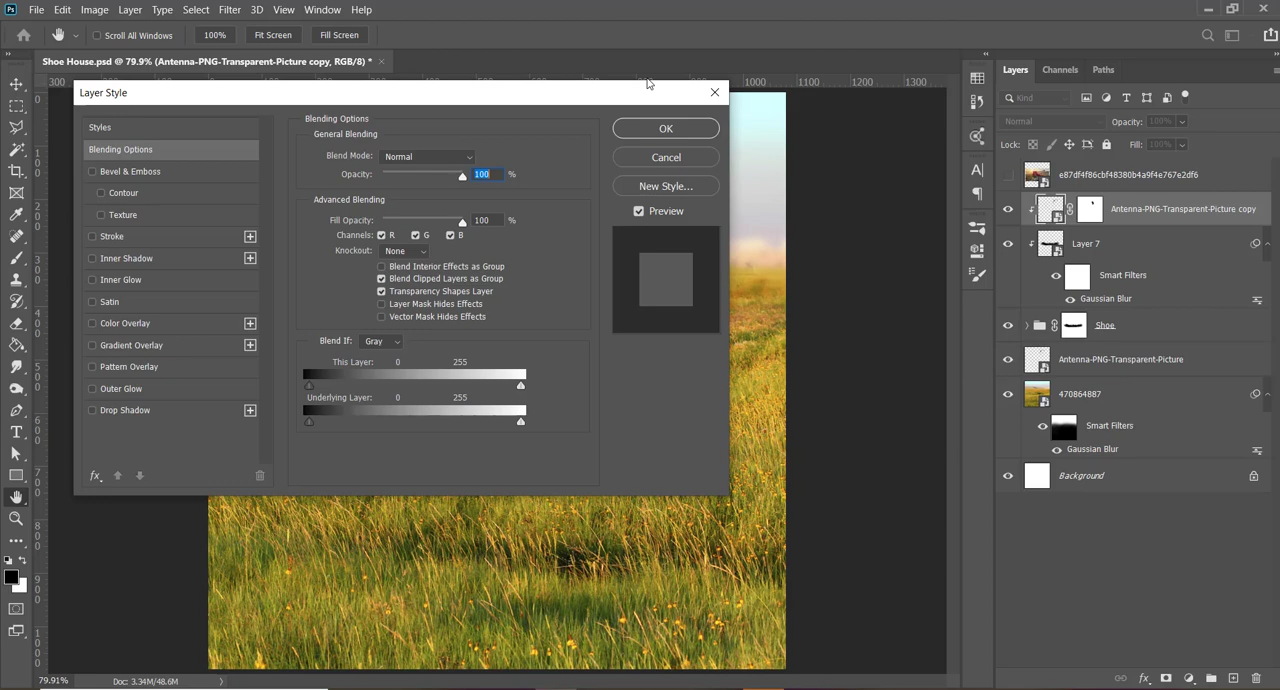 Ps File Edit Image Layer Type Select Filter 3D View Window Help
Scroll All Windows 100% Fit Screen Fill Screen
Shoe House.psd @ 79.9% (Antenna-PNG-Transparent-Picture copy, RGB/8) *
300 1000 1100 1200 1300
Layer Style
Styles
Blending Options
Bevel & Emboss
Contour
Texture
Stroke
Inner Shadow
Inner Glow
Satin
Color Overlay
Gradient Overlay
Pattern Overlay
Outer Glow
Drop Shadow
fx
Blending Options
General Blending
Blend Mode: Normal
Opacity: 100 %
Advanced Blending
Fill Opacity: 100 %
Channels: R G B
Knockout: None
Blend Interior Effects as Group
Blend Clipped Layers as Group
Transparency Shapes Layer
Layer Mask Hides Effects
Vector Mask Hides Effects
Blend If: Gray
This Layer: 0 255
Underlying Layer: 0 255
OK
Cancel
New Style...
Preview
Layers Channels Paths
Kind
Normal Opacity: 100%
Lock: Fill: 100%
e87df4f86cbf48380b4a9f4e767e2df6
Antenna-PNG-Transparent-Picture copy
Layer 7
Smart Filters
Gaussian Blur
Shoe
Antenna-PNG-Transparent-Picture
470864887
Smart Filters
Gaussian Blur
Background
fx
79.91% Doc: 3.34M/48.6M